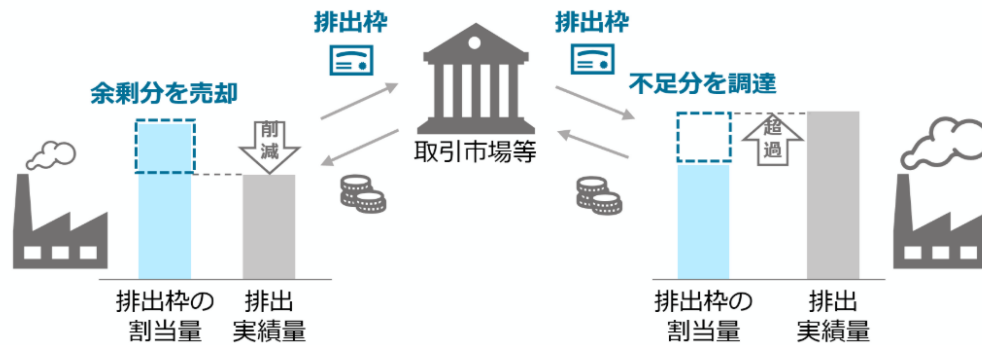 排出枠
排出枠
余剰分を売却
不足分を調達
削減
超過
取引市場等
排出枠の
割当量
排出
実績量
排出枠の
割当量
排出
実績量